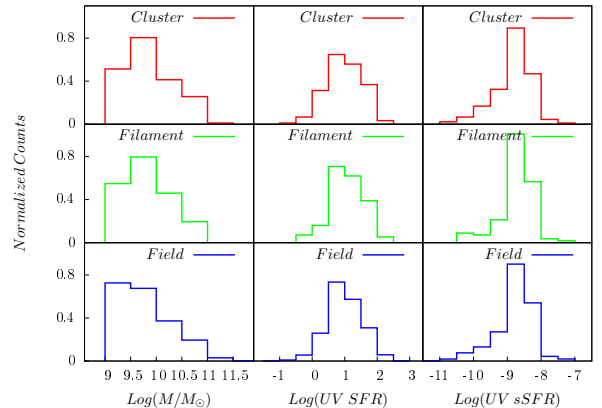 Cluster Cluster Cluster
0.8
0.4
0
Filament Filament Filament
0.8
0.4
0
Field Field Field
0.8
0.4
0
Normalized Counts
9 9.5 10 10.5 11 11.5 -1 0 1 2 3 -11 -10 -9 -8 -7
Log(M/M⊙) Log(UV SFR) Log(UV sSFR)